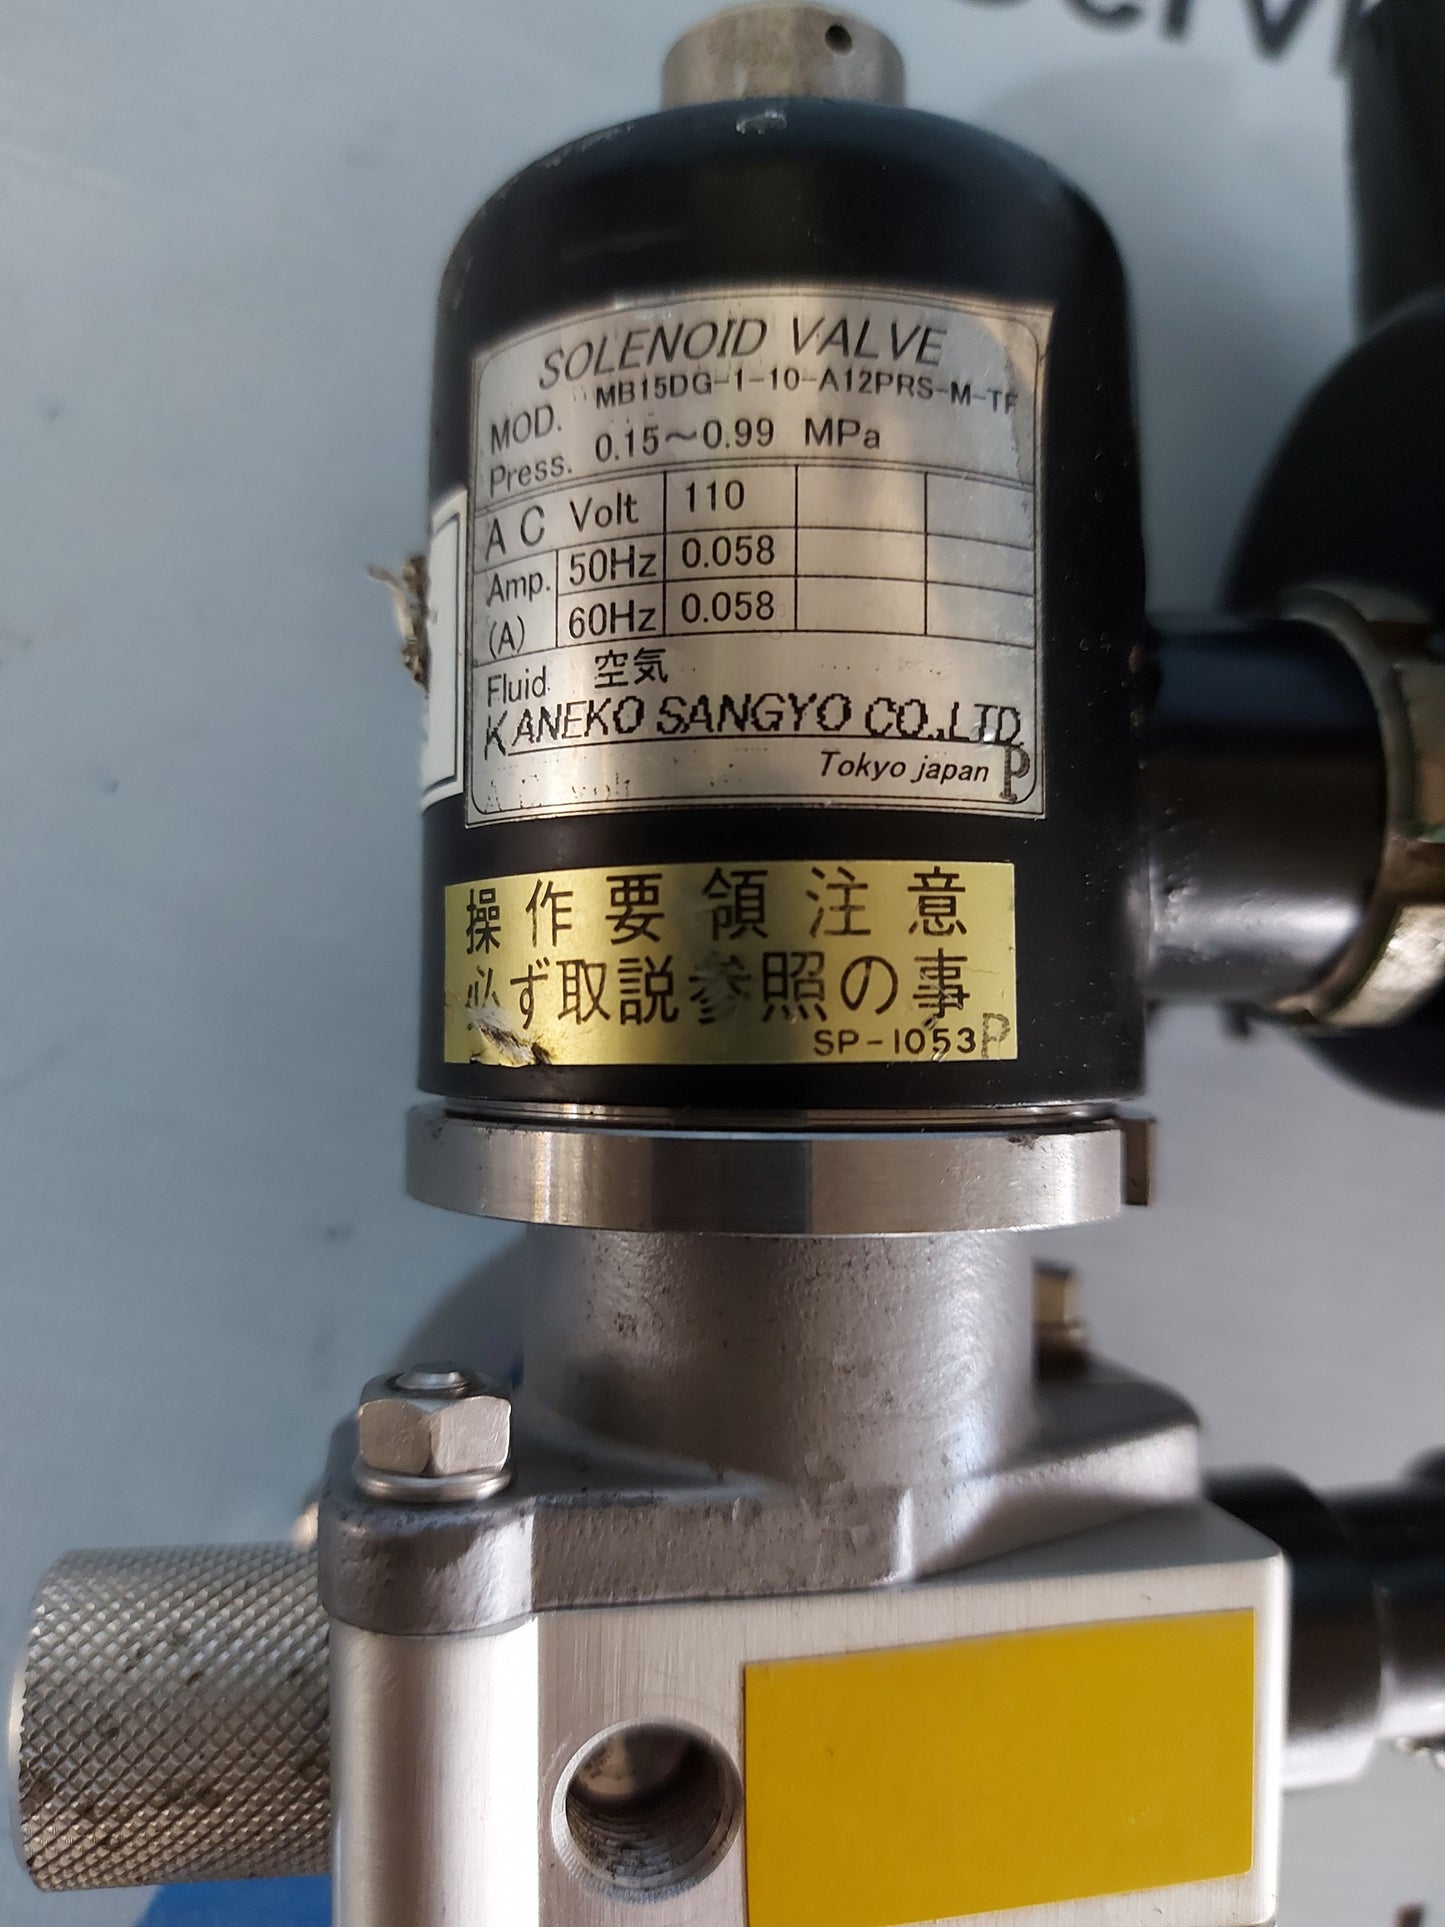 SOLENOID VALVE
MOD. MB15DG-1-10-A12PRS-M-TF
Press. 0.15～0.99 MPa
AC Volt 110
Amp. (A) 50Hz 0.058
60Hz 0.058
Fluid 空気
KANEKO SANGYO CO.,LTD.
Tokyo japan P
操作要領注意
必ず取説参照の事
SP-1053P